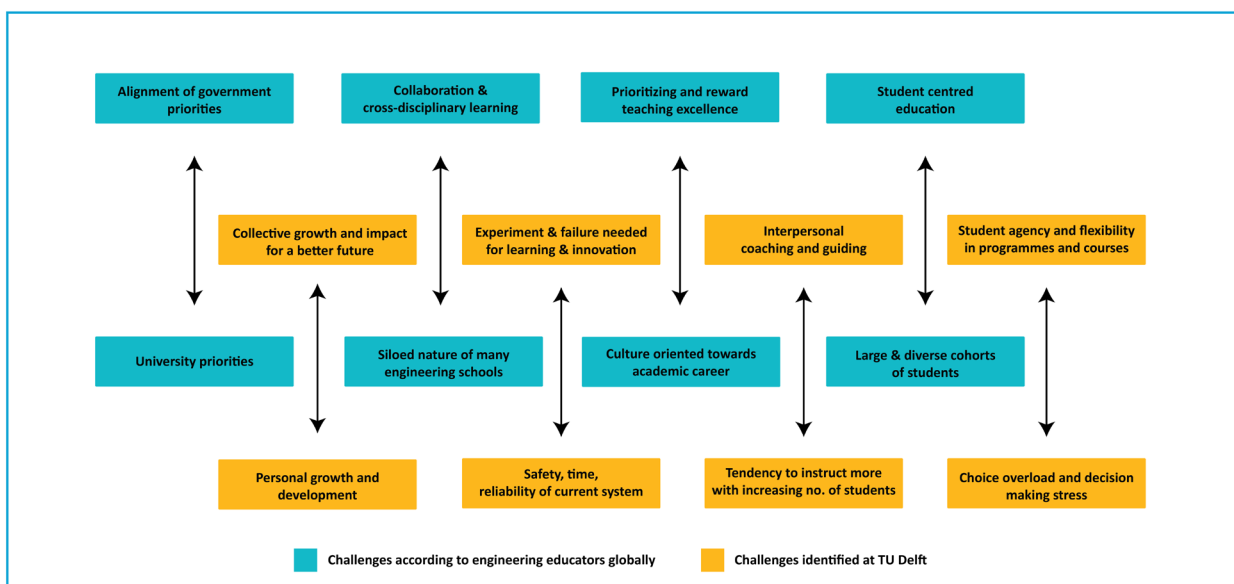 Alignment of government
priorities
Collaboration &
cross-disciplinary learning
Prioritizing and reward
teaching excellence
Student centred
education
Collective growth and impact
for a better future
Experiment & failure needed
for learning & innovation
Interpersonal
coaching and guiding
Student agency and flexibility
in programmes and courses
University priorities
Siloed nature of many
engineering schools
Culture oriented towards
academic career
Large & diverse cohorts
of students
Personal growth and
development
Safety, time,
reliability of current system
Tendency to instruct more
with increasing no. of students
Choice overload and decision
making stress
Challenges according to engineering educators globally
Challenges identified at TU Delft